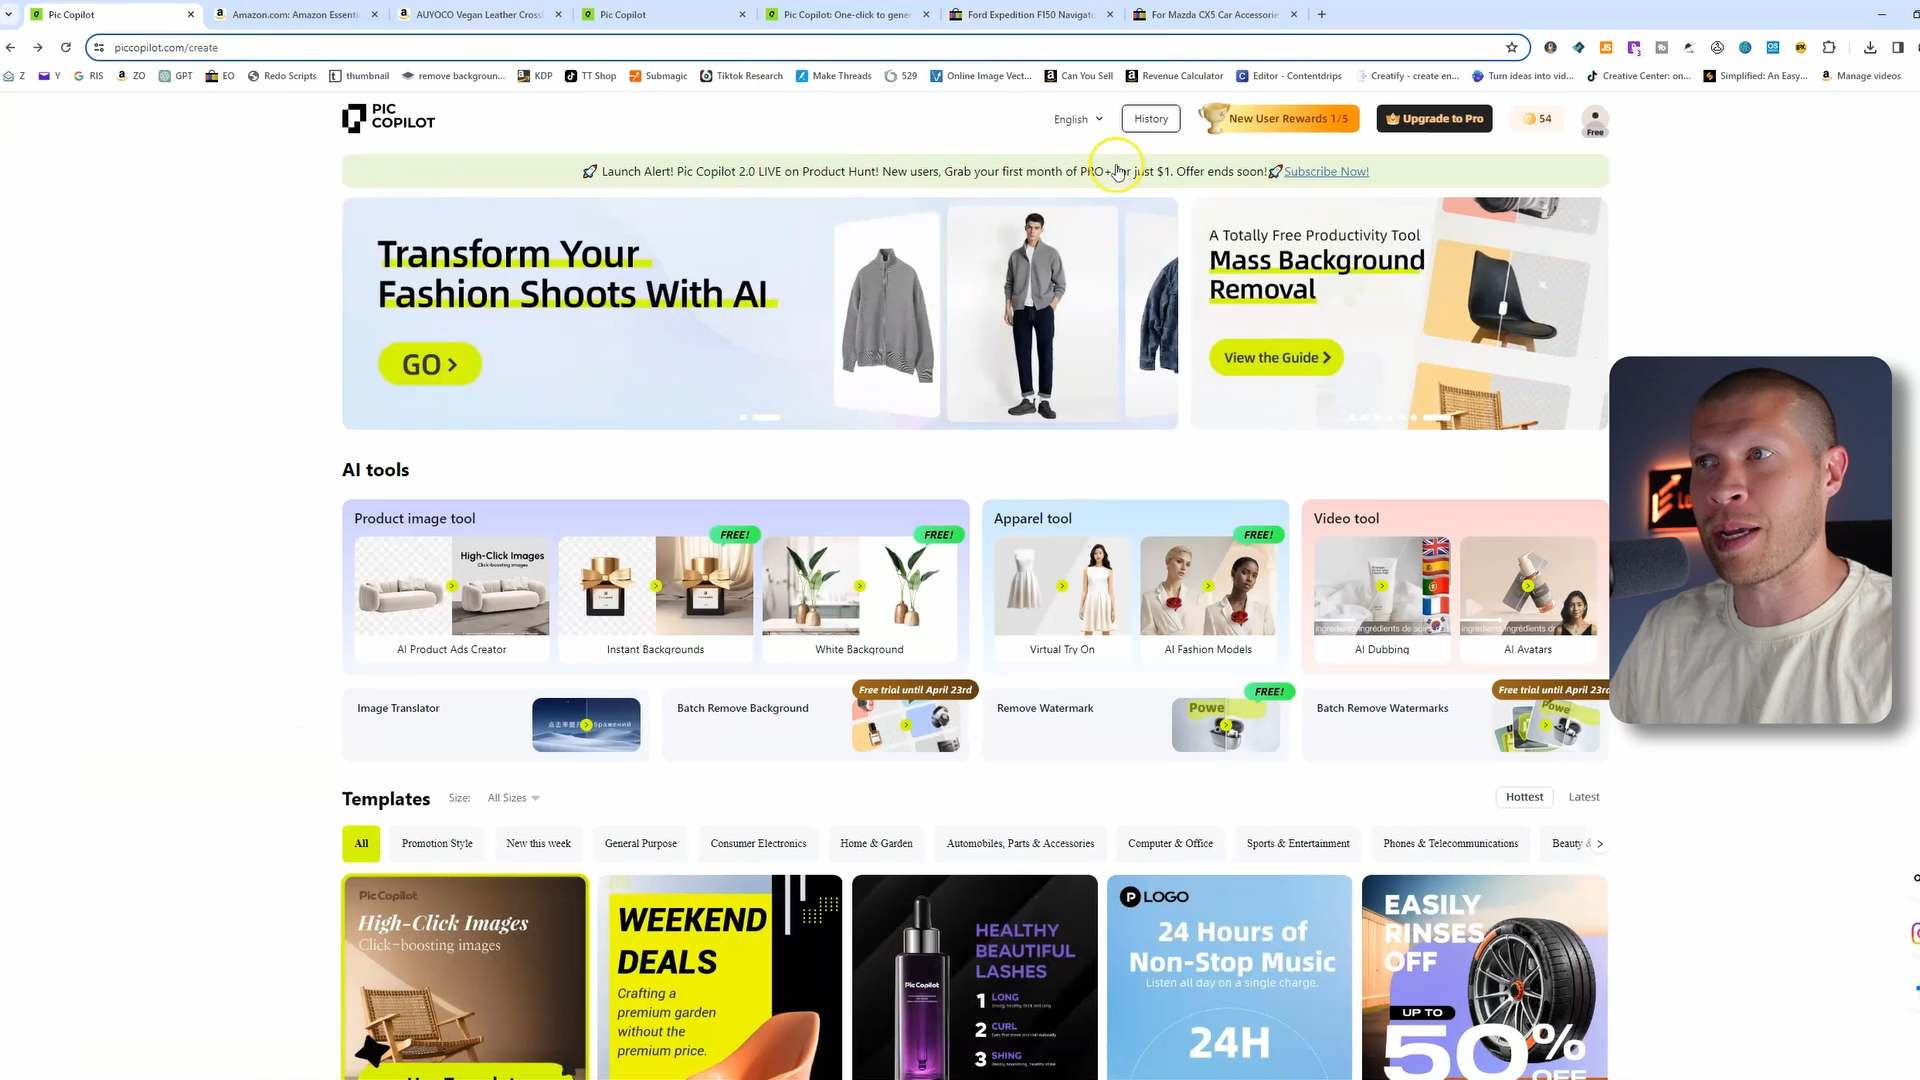 Pic Copilot
Amazon.com: Amazon Essenti
AUYOCO Vegan Leather Cross
Pic Copilot
Pic Copilot: One-click to gene
Ford Expedition F150 Navigato
For Mazda CX5 Car Accessorie
piccopilot.com/create
Z
Y
RIS
ZO
GPT
EO
Redo Scripts
thumbnail
remove backgroun...
KDP
TT Shop
Submagic
Tiktok Research
Make Threads
529
Online Image Vect...
Can You Sell
Revenue Calculator
Editor - Contentdrips
Creatify - create en...
Turn ideas into vid...
Creative Center: on...
Simplified: An Easy...
Manage videos
PIC
COPILOT
English
History
New User Rewards 1/5
Upgrade to Pro
54
Free
🚀 Launch Alert! Pic Copilot 2.0 LIVE on Product Hunt! New users, Grab your first month of PRO+ for just $1. Offer ends soon!🚀Subscribe Now!
Transform Your
Fashion Shoots With AI
GO >
A Totally Free Productivity Tool
Mass Background
Removal
View the Guide >
AI tools
Product image tool
High-Click Images
Click-boosting images
AI Product Ads Creator
FREE!
Instant Backgrounds
FREE!
White Background
Apparel tool
Virtual Try On
FREE!
AI Fashion Models
Video tool
AI Dubbing
AI Avatars
Image Translator
Batch Remove Background
Free trial until April 23rd
Remove Watermark
FREE!
Powe
Batch Remove Watermarks
Free trial until April 23rd
Powe
Templates
Size:
All Sizes
Hottest
Latest
All
Promotion Style
New this week
General Purpose
Consumer Electronics
Home & Garden
Automobiles, Parts & Accessories
Computer & Office
Sports & Entertainment
Phones & Telecommunications
Beauty &
Pic Copilot
High-Click Images
Click-boosting images
WEEKEND
DEALS
Crafting a
premium garden
without the
premium price.
Pic Copilot
HEALTHY
BEAUTIFUL
LASHES
1 LONG
2 CURL
3 SHING
LOGO
24 Hours of
Non-Stop Music
Listen all day on a single charge.
24H
EASILY
RINSES
OFF
UP TO
50%
OFF